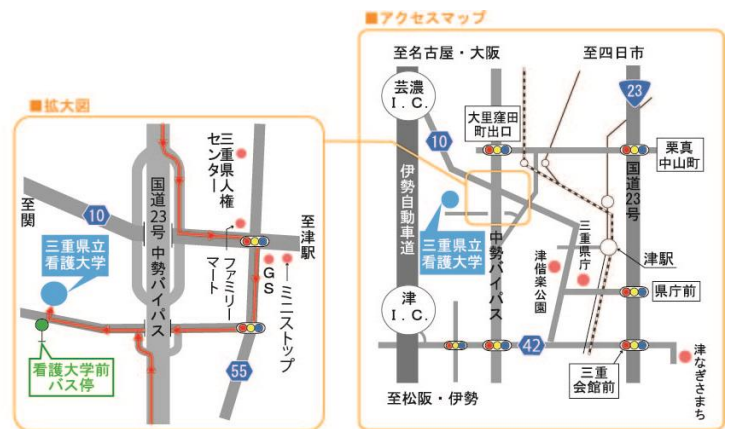 ■拡大図
三重県人権
センター
国道23号 中勢バイパス
至関
10
至津駅
三重県立
看護大学
ファミリー
マート
GS
ミニストップ
看護大学前
バス停
55
■アクセスマップ
至名古屋・大阪
至四日市
芸濃
I.C.
大里窪田
町出口
23
10
栗真
中山町
伊勢自動車道
国道23号
三重県立
看護大学
中勢バイパス
津偕楽公園
三重県庁
津駅
津
I.C.
県庁前
42
三重
会館前
津なぎさまち
至松阪・伊勢